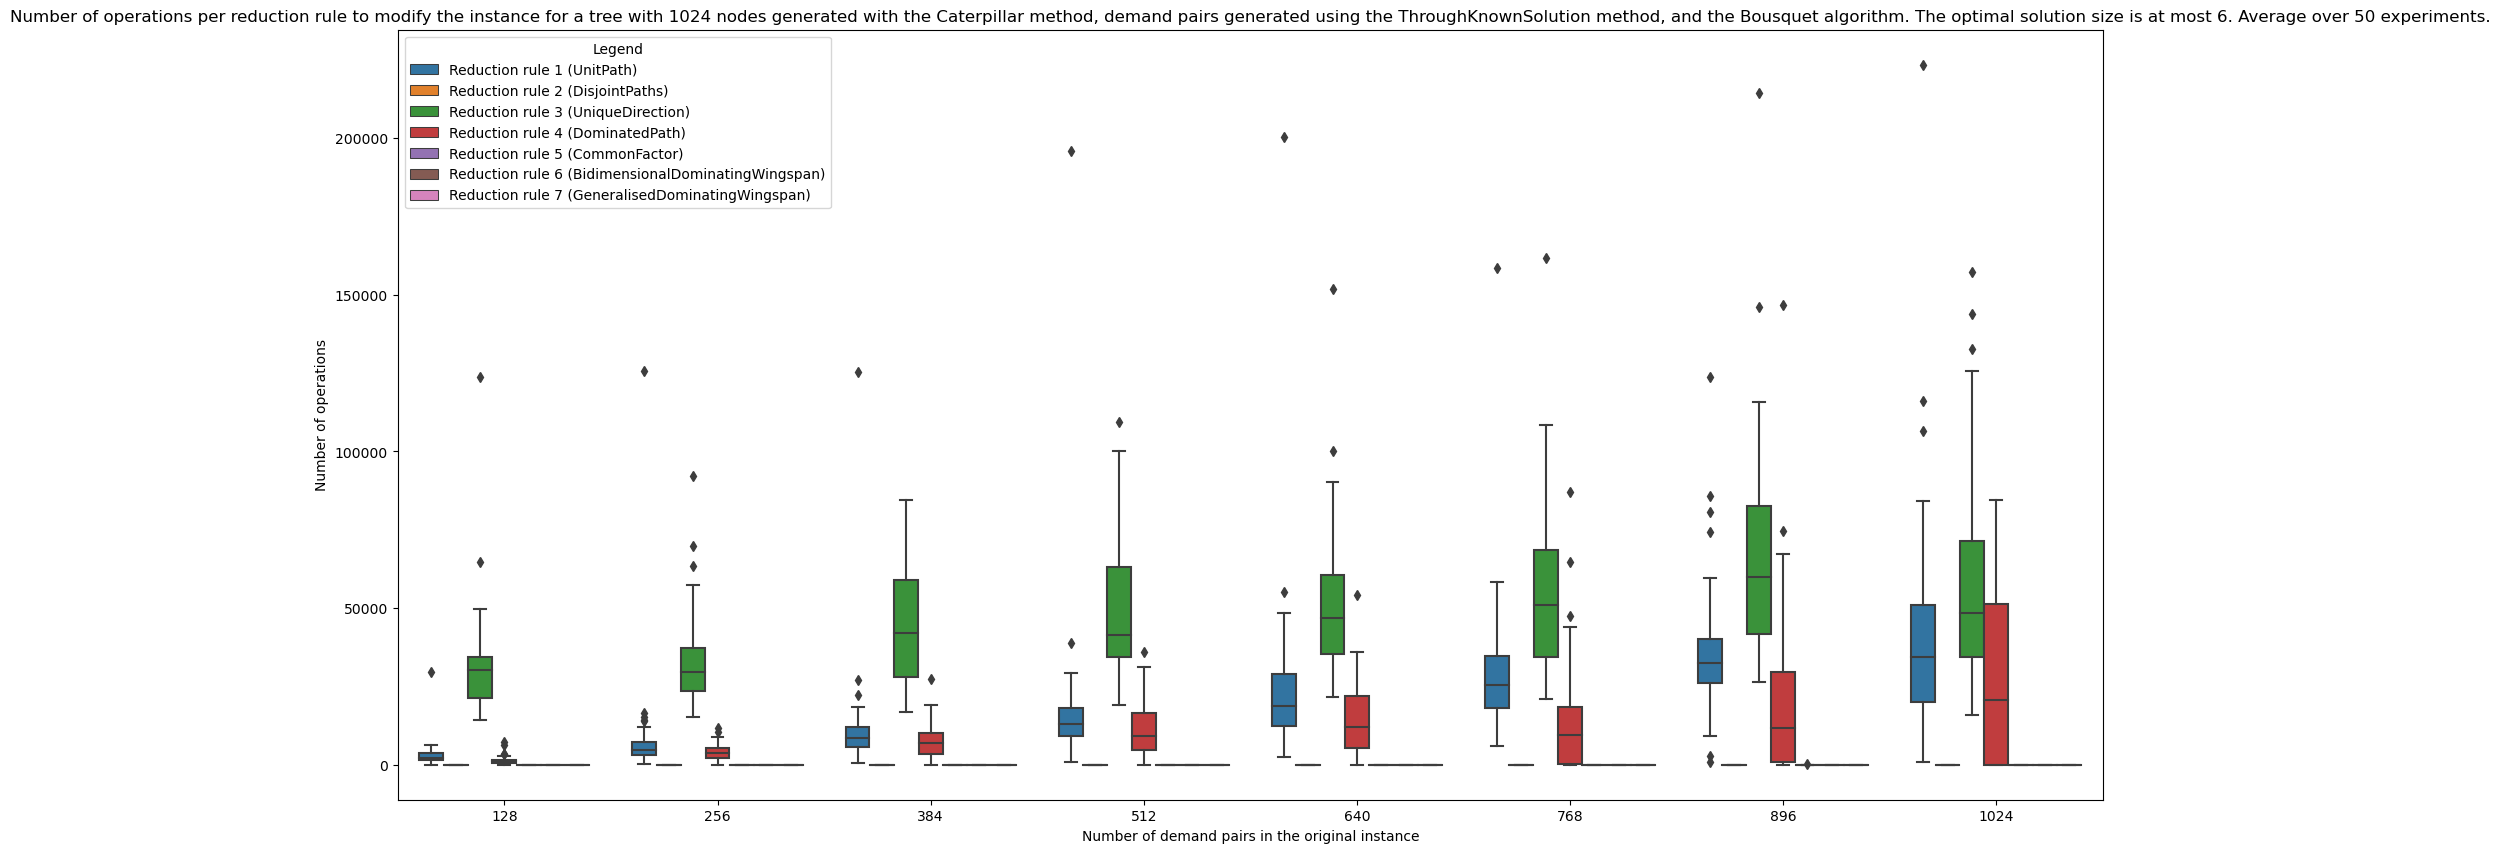 Number of operations per reduction rule to modify the instance for a tree with 1024 nodes generated with the Caterpillar method, demand pairs generated using the ThroughKnownSolution method, and the Bousquet algorithm. The optimal solution size is at most 6. Average over 50 experiments.
Legend
Reduction rule 1 (UnitPath)
Reduction rule 2 (DisjointPaths)
Reduction rule 3 (UniqueDirection)
Reduction rule 4 (DominatedPath)
Reduction rule 5 (CommonFactor)
Reduction rule 6 (BidimensionalDominatingWingspan)
Reduction rule 7 (GeneralisedDominatingWingspan)
Number of operations
200000
150000
100000
50000
0
128 256 384 512 640 768 896 1024
Number of demand pairs in the original instance